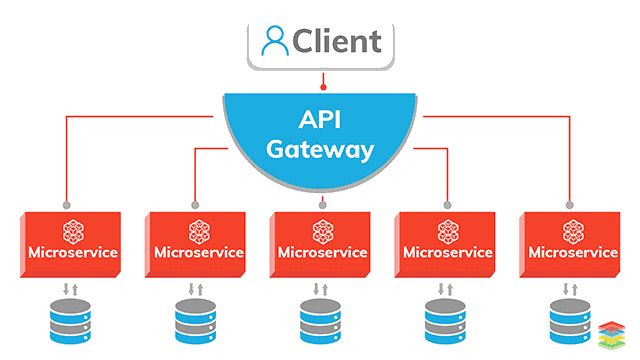 Client
API
Gateway
Microservice
Microservice
Microservice
Microservice
Microservice